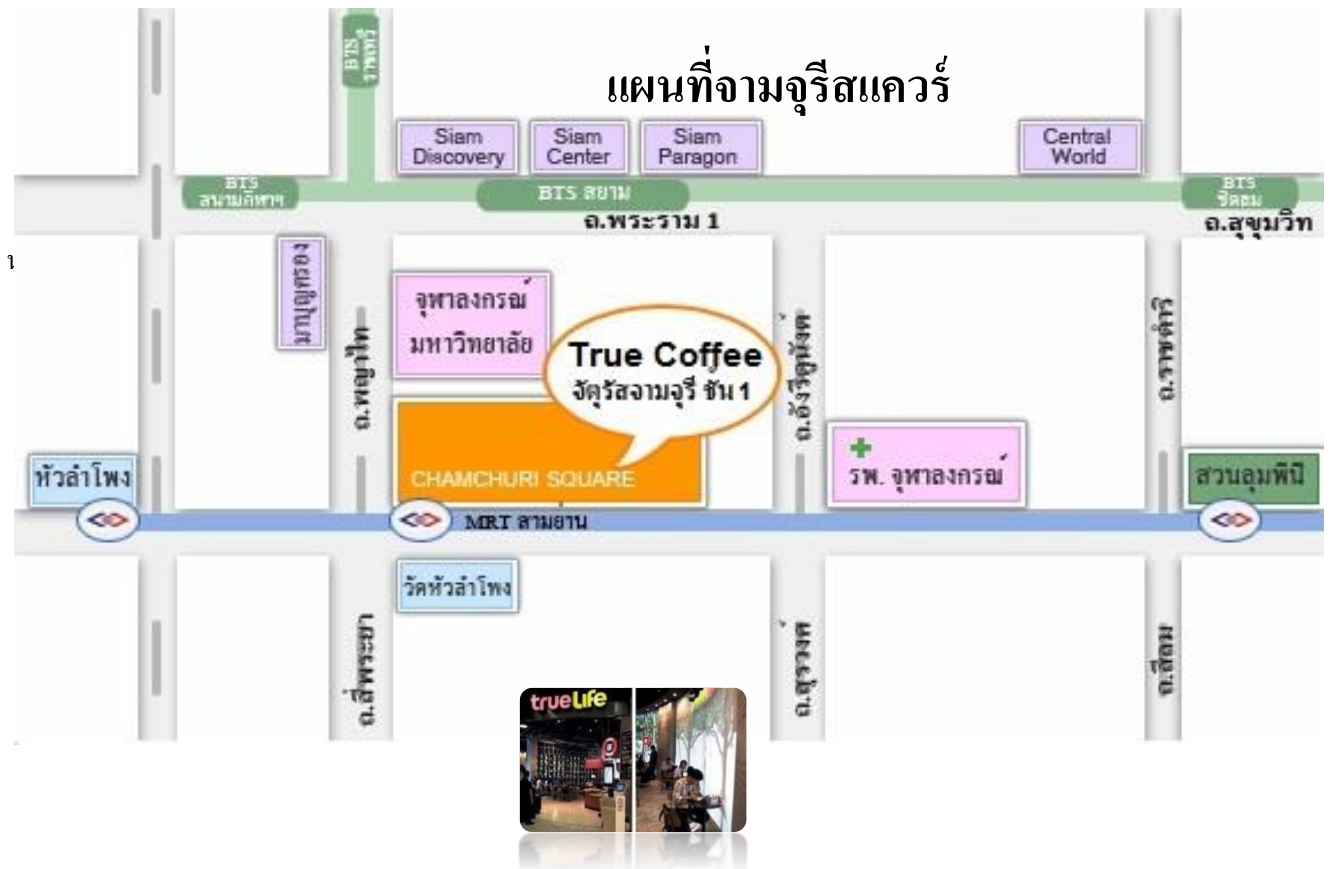 แผนที่จามจุรีสแควร์
BTS
ราชเทวี
Siam
Discovery
Siam
Center
Siam
Paragon
Central
World
BTS
สนามกีฬาฯ
BTS สยาม
BTS
ชิดลม
ถ.พระราม 1
ถ.สุขุมวิท
น
มาบุญครอง
ถ.พญาไท
จุฬาลงกรณ์
มหาวิทยาลัย
True Coffee
จัตุรัสจามจุรี ชั้น 1
ถ.อังรีดูนังต์
ถ.ราชดำริ
หัวลำโพง
CHAMCHURI SQUARE
รพ. จุฬาลงกรณ์
สวนลุมพินี
MRT สามยาน
วัดหัวลำโพง
ถ.สี่พระยา
ถ.สุรวงศ์
ถ.สีลม
truelife